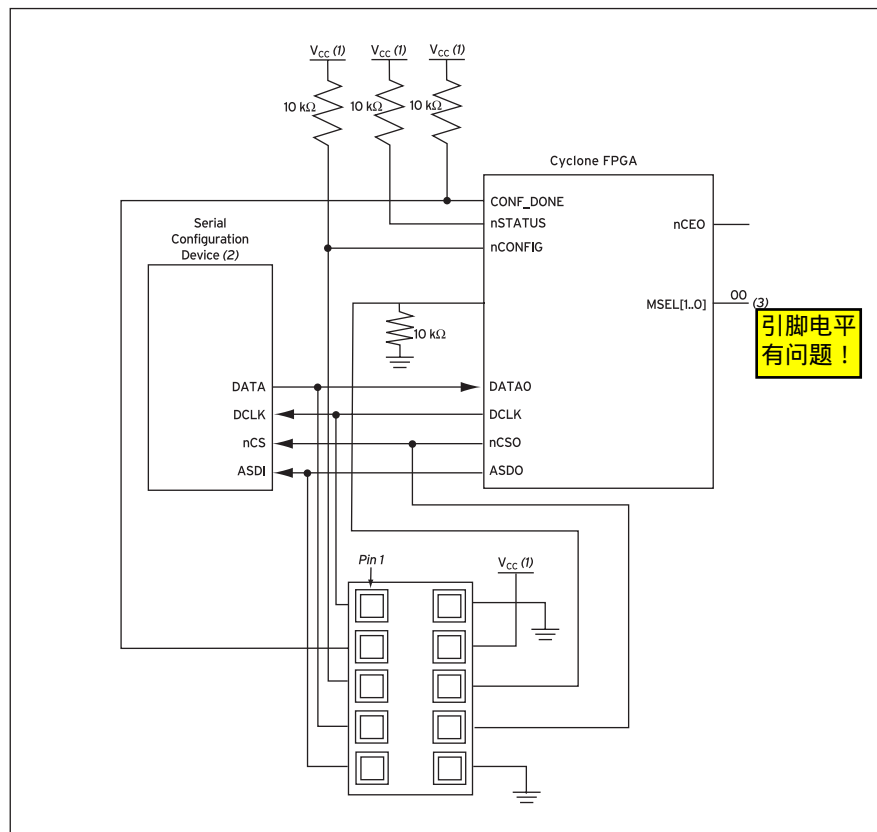 VCC (1)
VCC (1)
VCC (1)
10 kΩ
10 kΩ
10 kΩ
Cyclone FPGA
CONF_DONE
nSTATUS
nCONFIG
nCEO
Serial
Configuration
Device (2)
MSEL[1..0]
00
(3)
引脚电平
有问题！
10 kΩ
DATA
DCLK
nCS
ASDI
DATA0
DCLK
nCSO
ASDO
Pin 1
VCC (1)